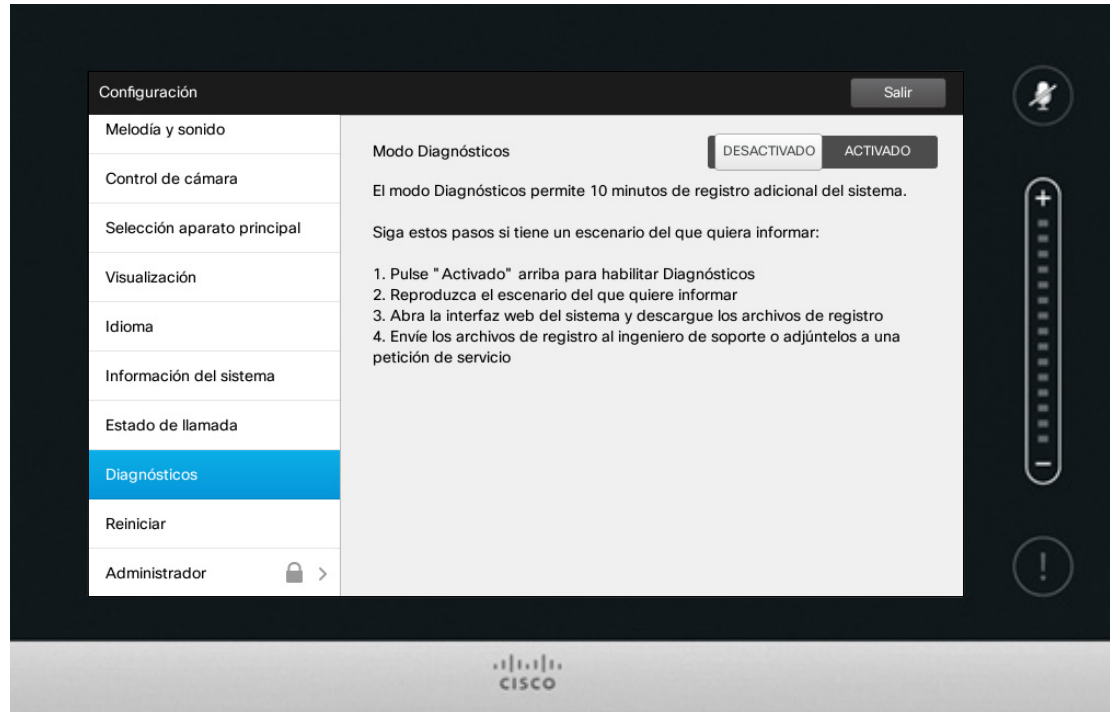 Configuración
Salir
Melodía y sonido
Control de cámara
Selección aparato principal
Visualización
Idioma
Información del sistema
Estado de llamada
Diagnósticos
Reiniciar
Administrador
Modo Diagnósticos
DESACTIVADO
ACTIVADO
El modo Diagnósticos permite 10 minutos de registro adicional del sistema.
Siga estos pasos si tiene un escenario del que quiera informar:
1. Pulse "Activado" arriba para habilitar Diagnósticos
2. Reproduzca el escenario del que quiere informar
3. Abra la interfaz web del sistema y descargue los archivos de registro
4. Envíe los archivos de registro al ingeniero de soporte o adjúntelos a una
petición de servicio
+
−
!
CISCO